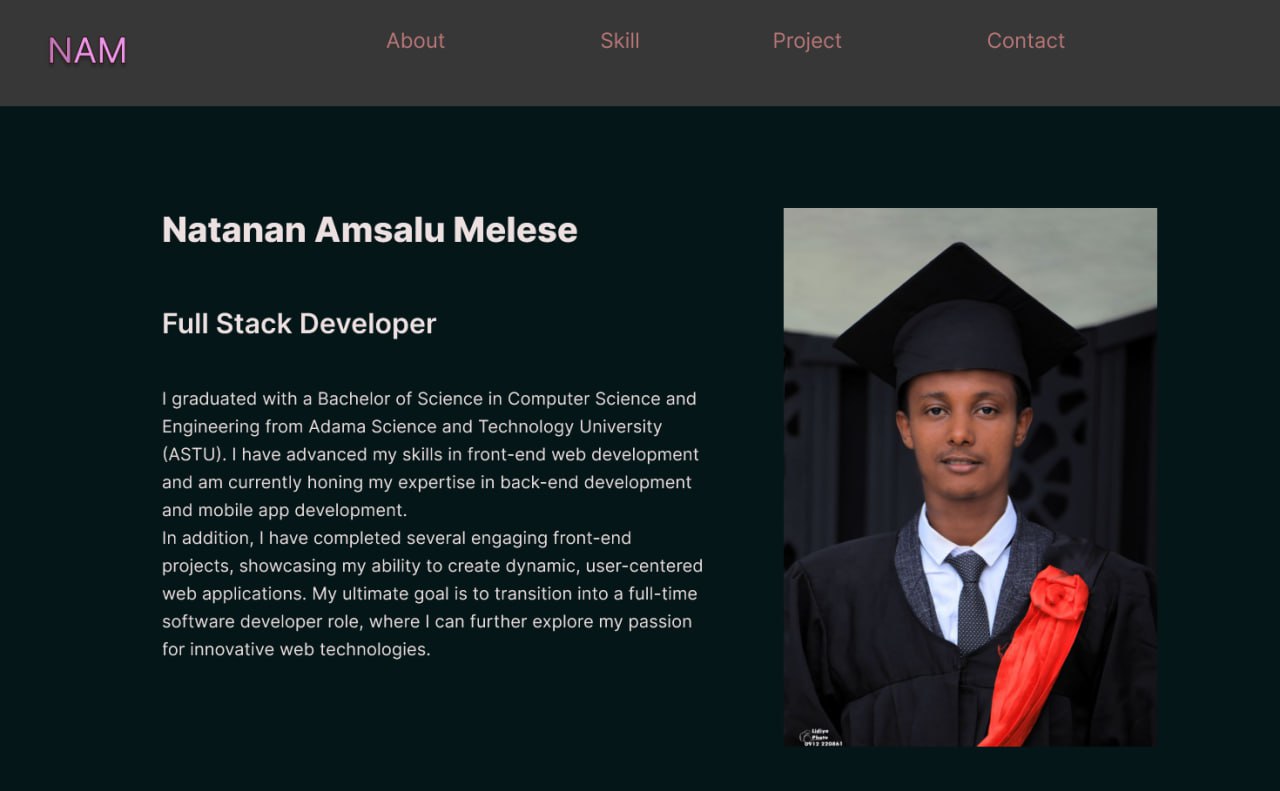 NAM
About Skill Project Contact
Natanan Amsalu Melese
Full Stack Developer
I graduated with a Bachelor of Science in Computer Science and
Engineering from Adama Science and Technology University
(ASTU). I have advanced my skills in front-end web development
and am currently honing my expertise in back-end development
and mobile app development.
In addition, I have completed several engaging front-end
projects, showcasing my ability to create dynamic, user-centered
web applications. My ultimate goal is to transition into a full-time
software developer role, where I can further explore my passion
for innovative web technologies.
Lidiya
Photo
0912 220861